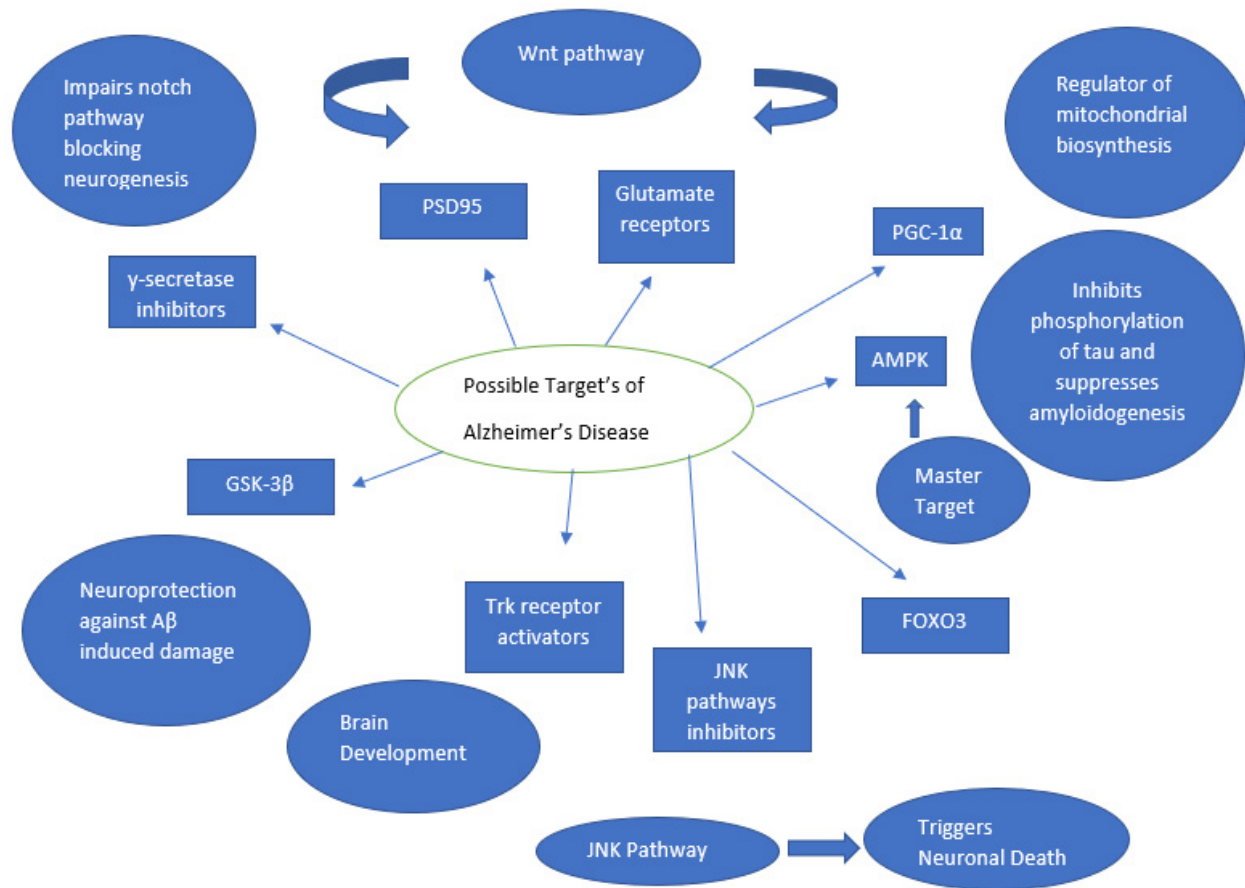 Wnt pathway
Impairs notch
pathway
blocking
neurogenesis
Regulator of
mitochondrial
biosynthesis
PSD95
Glutamate
receptors
PGC-1α
γ-secretase
inhibitors
Inhibits
phosphorylation
of tau and
suppresses
amyloidogenesis
AMPK
Possible Target's of
Alzheimer's Disease
Master
Target
GSK-3β
Neuroprotection
against Aβ
induced damage
Trk receptor
activators
FOXO3
JNK
pathways
inhibitors
Brain
Development
JNK Pathway
Triggers
Neuronal Death